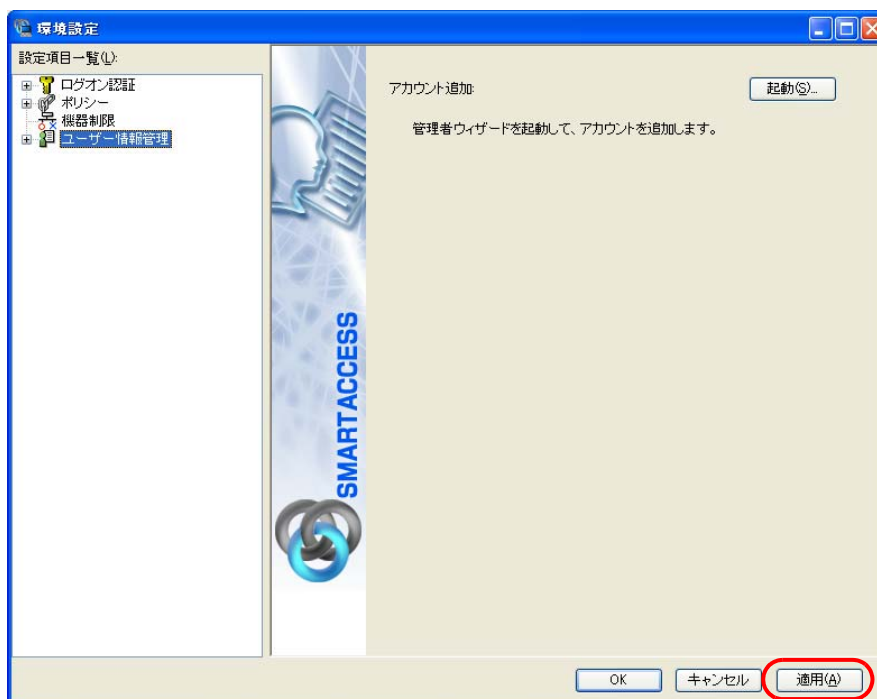 環境設定
設定項目一覧(L):
ログオン認証
ポリシー
機器制限
ユーザー情報管理
SMARTACCESS
アカウント追加:
起動(S)...
管理者ウィザードを起動して、アカウントを追加します。
OK
キャンセル
適用(A)